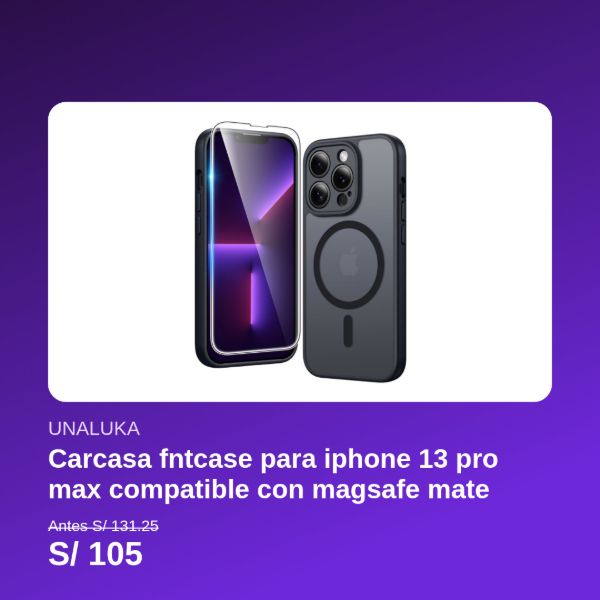 UNALUKA
Carcasa fntcase para iphone 13 pro
max compatible con magsafe mate
Antes S/ 131.25
S/ 105